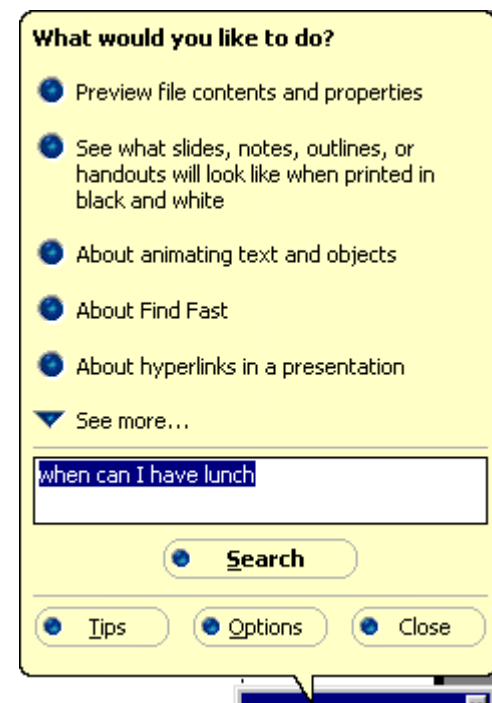 What would you like to do?
Preview file contents and properties
See what slides, notes, outlines, or
handouts will look like when printed in
black and white
About animating text and objects
About Find Fast
About hyperlinks in a presentation
See more...
when can I have lunch
Search
Tips Options Close